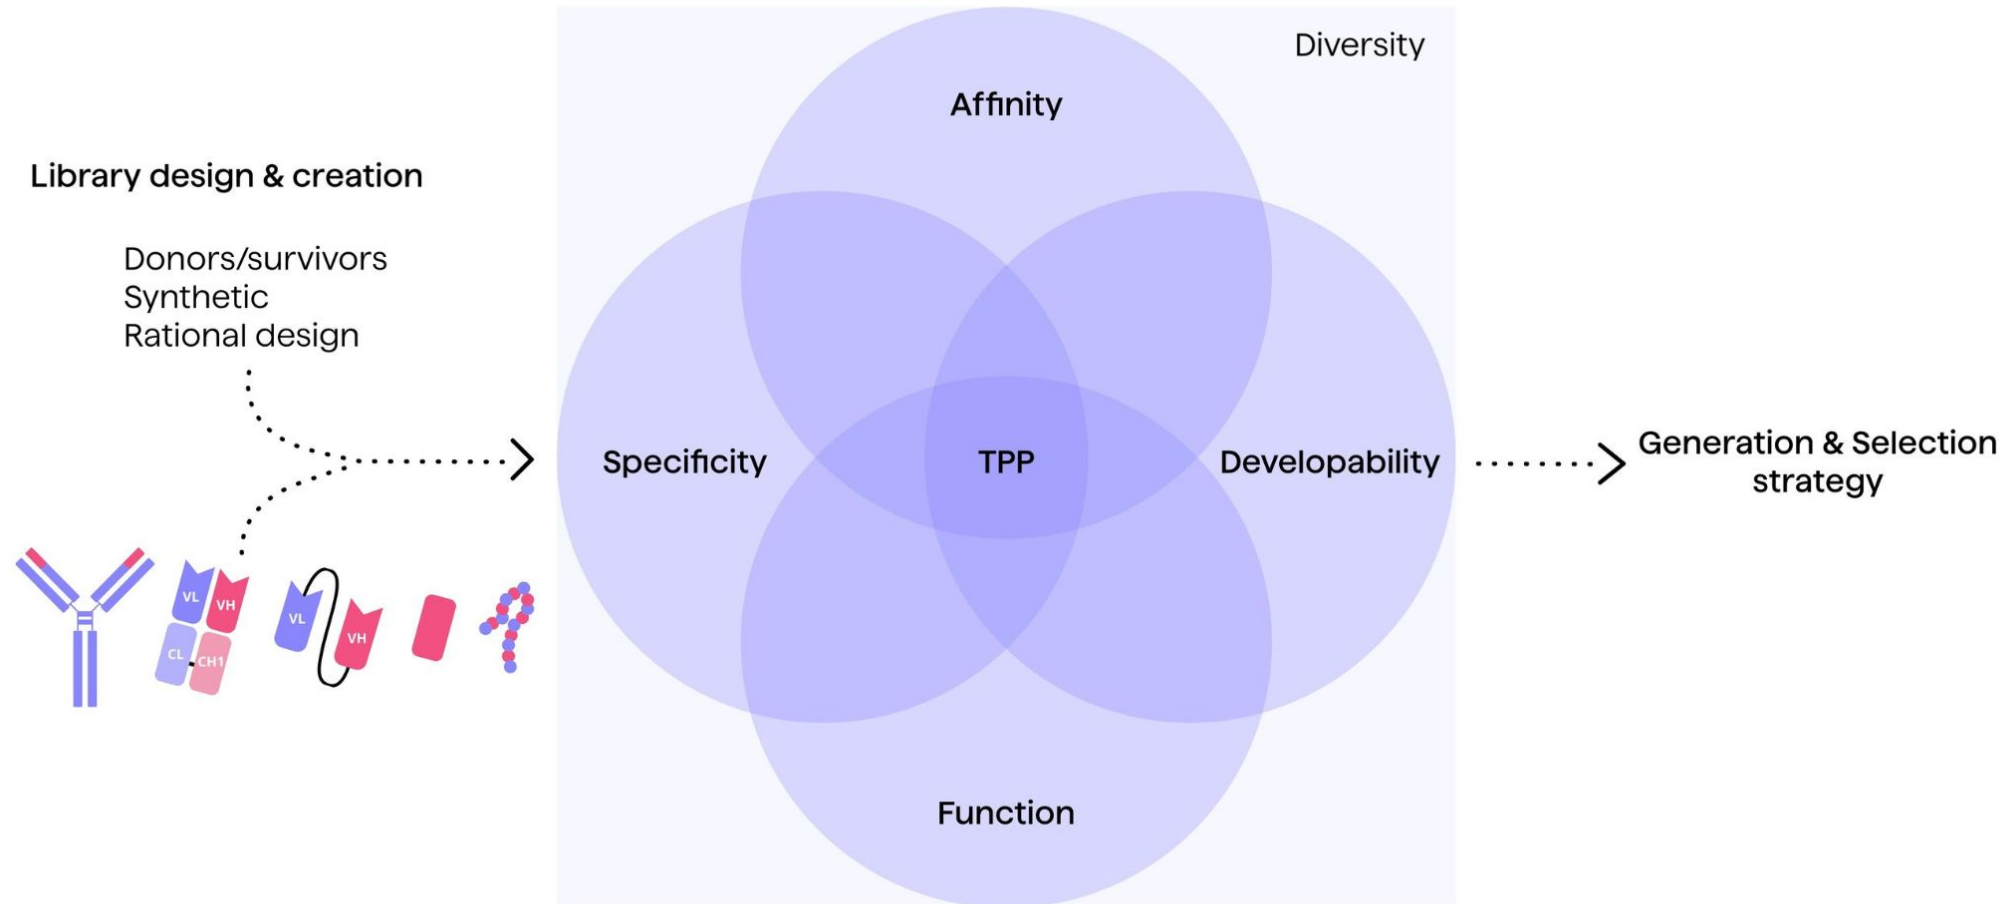 Library design & creation
Donors/survivors
Synthetic
Rational design
VL
VH
CL
CH1
VL
VH
Diversity
Affinity
Specificity
TPP
Developability
Function
Generation & Selection
strategy